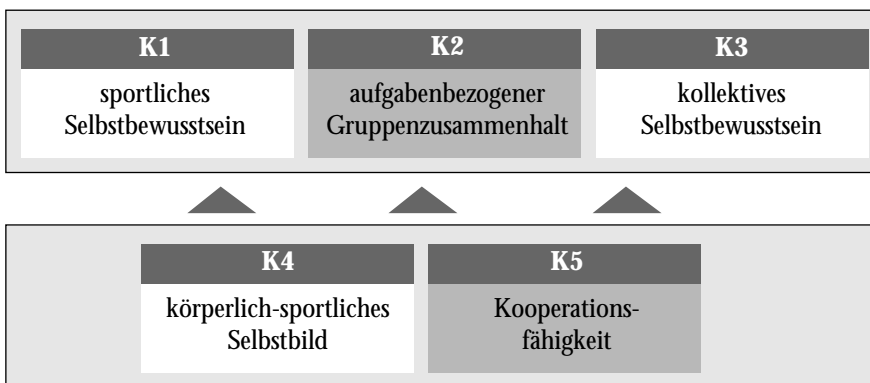 K1
sportliches
Selbstbewusstsein
K2
aufgabenbezogener
Gruppenzusammenhalt
K3
kollektives
Selbstbewusstsein
K4
körperlich-sportliches
Selbstbild
K5
Kooperations-
fähigkeit